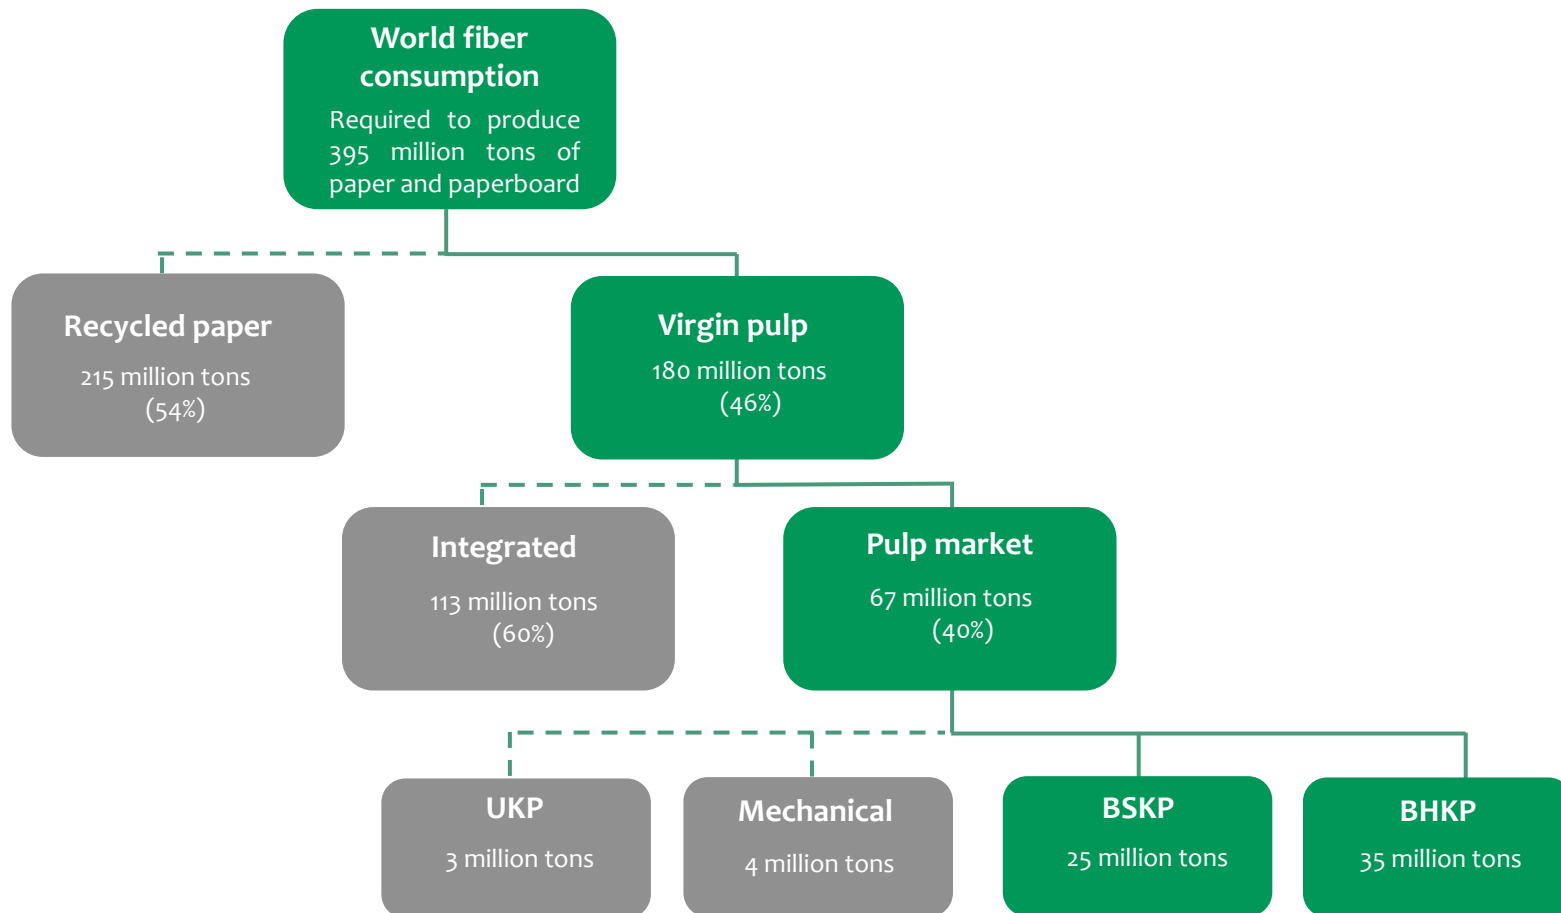 World fiber
consumption
Required to produce
395 million tons of
paper and paperboard
Recycled paper
215 million tons
(54%)
Virgin pulp
180 million tons
(46%)
Integrated
113 million tons
(60%)
Pulp market
67 million tons
(40%)
UKP
3 million tons
Mechanical
4 million tons
BSKP
25 million tons
BHKP
35 million tons